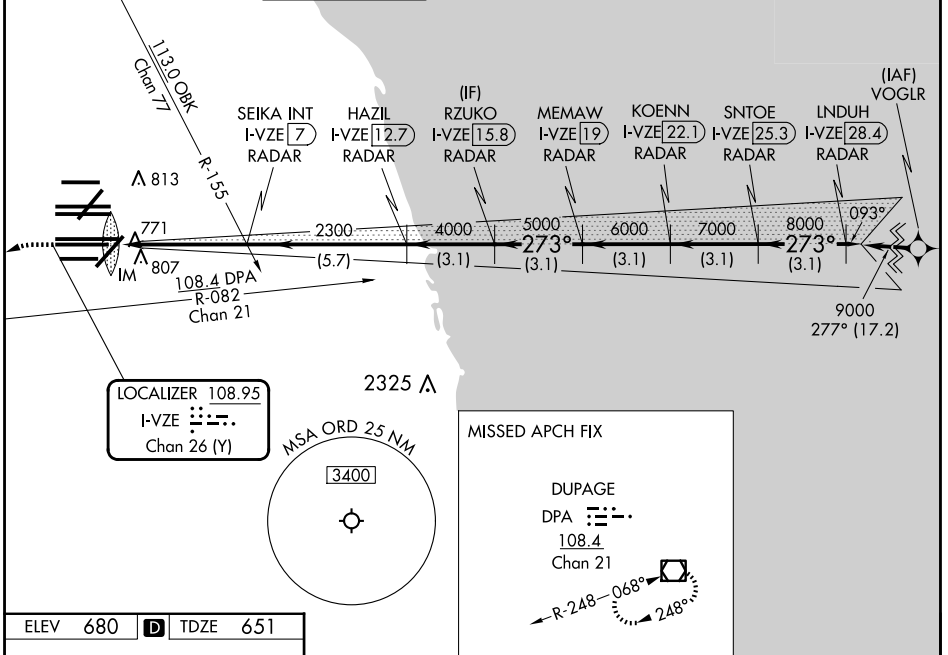 113.0 OBK
Chan 77
R-155
SEIKA INT
I-VZE 7
RADAR
HAZIL
I-VZE 12.7
RADAR
(IF)
RZUKO
I-VZE 15.8
RADAR
MEMAW
I-VZE 19
RADAR
KOENN
I-VZE 22.1
RADAR
SNTOE
I-VZE 25.3
RADAR
LNDUH
I-VZE 28.4
RADAR
(IAF)
VOGLR
813
771
807
IM
2300
(5.7)
4000
(3.1)
5000
273°
(3.1)
6000
(3.1)
7000
(3.1)
8000
273°
(3.1)
093°
9000
277° (17.2)
108.4 DPA
R-082
Chan 21
LOCALIZER 108.95
I-VZE
Chan 26 (Y)
2325
MSA ORD 25 NM
3400
MISSED APCH FIX
DUPAGE
DPA
108.4
Chan 21
R-248
068°
248°
ELEV 680 D TDZE 651